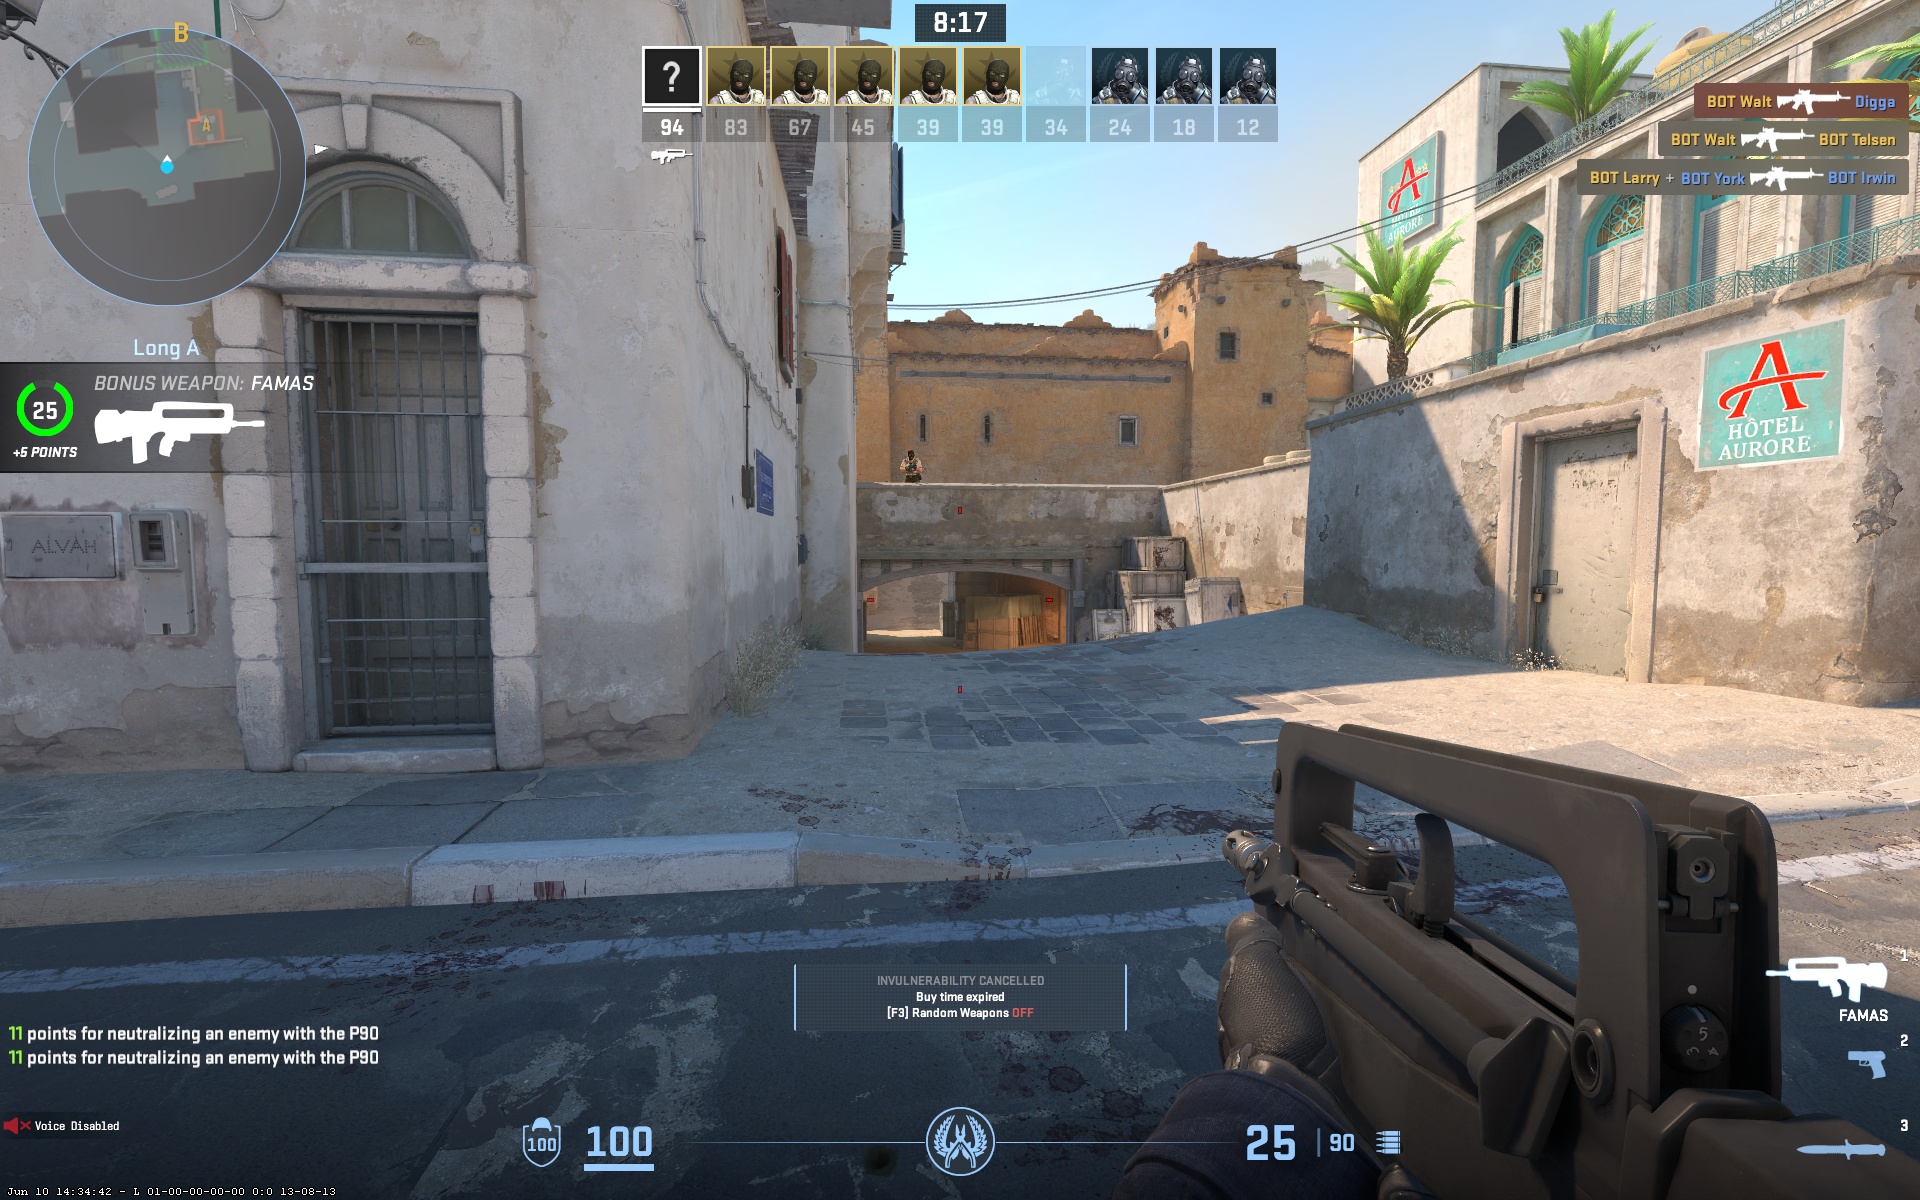 B
8:17
?
94 83 67 45 39 39 34 24 18 12
A
BOT Walt Digga
BOT Walt BOT Telsen
BOT Larry + BOT York BOT Irwin
A
HÔTEL
AURORE
Long A
BONUS WEAPON: FAMAS
25
+5 POINTS
A
HÔTEL
AURORE
ALVAH
INVULNERABILITY CANCELLED
Buy time expired
[F3] Random Weapons OFF
1
FAMAS
2
3
5
11 points for neutralizing an enemy with the P90
11 points for neutralizing an enemy with the P90
Voice Disabled
100 100
25 | 90
Jun 10 14:34:42 - L 01-00-00-00-00 0:0 13-08-13